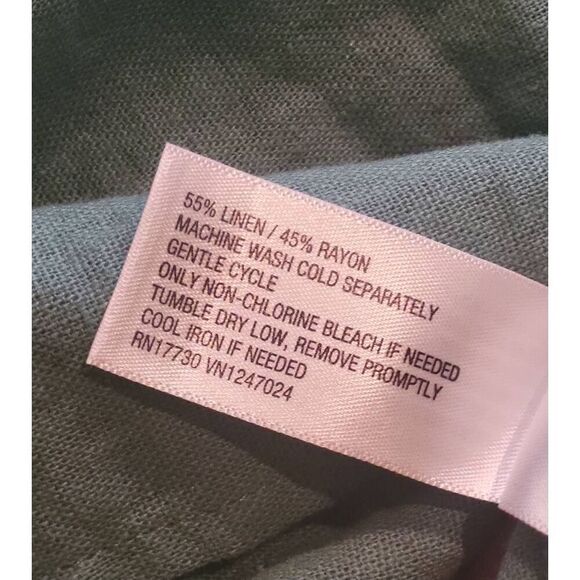 55% LINEN / 45% RAYON
MACHINE WASH COLD SEPARATELY
GENTLE CYCLE
ONLY NON-CHLORINE BLEACH IF NEEDED
TUMBLE DRY LOW, REMOVE PROMPTLY
COOL IRON IF NEEDED
RN17730 VN1247024